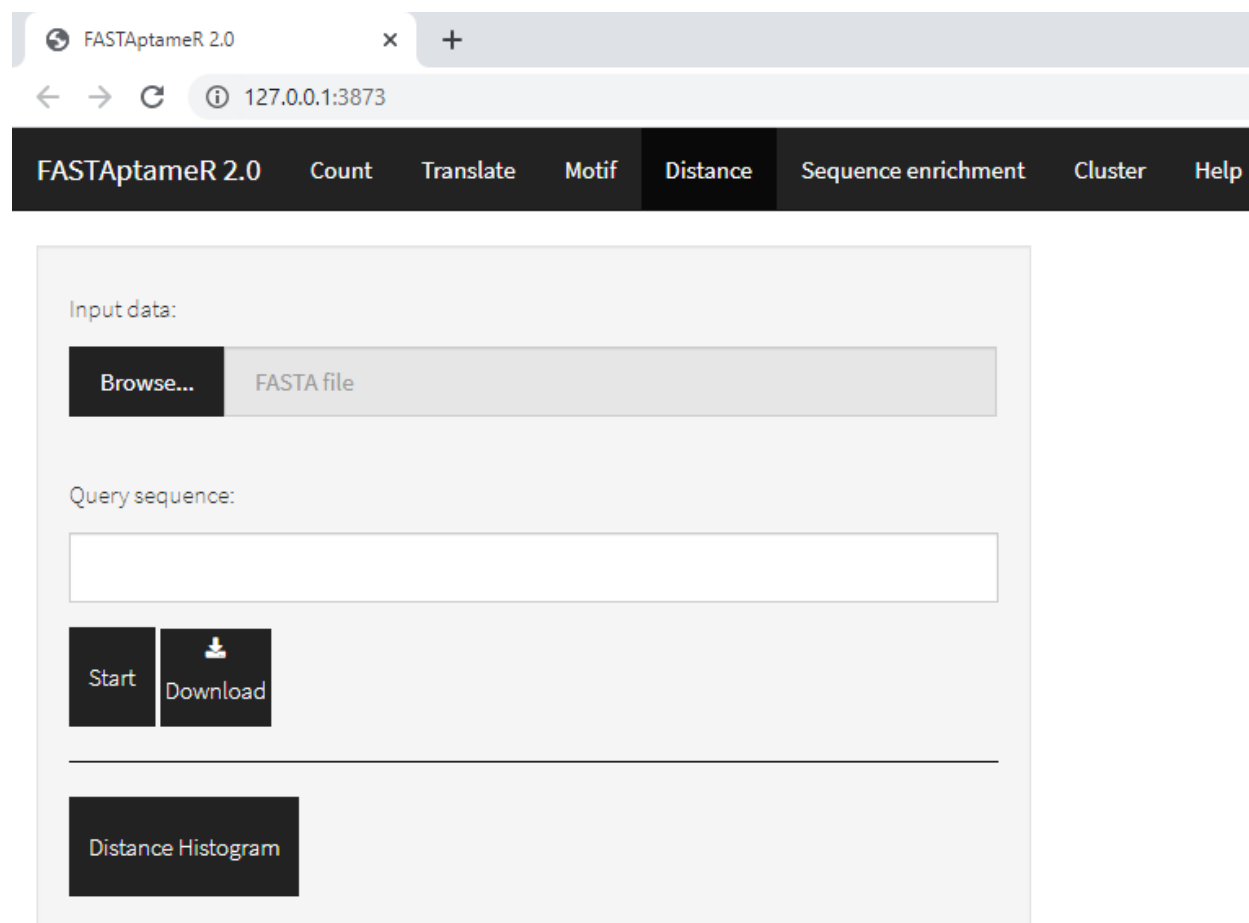 FASTAptameR 2.0
127.0.0.1:3873
FASTAptameR 2.0 Count Translate Motif Distance Sequence enrichment Cluster Help
Input data:
Browse... FASTA file
Query sequence:
Start Download
Distance Histogram